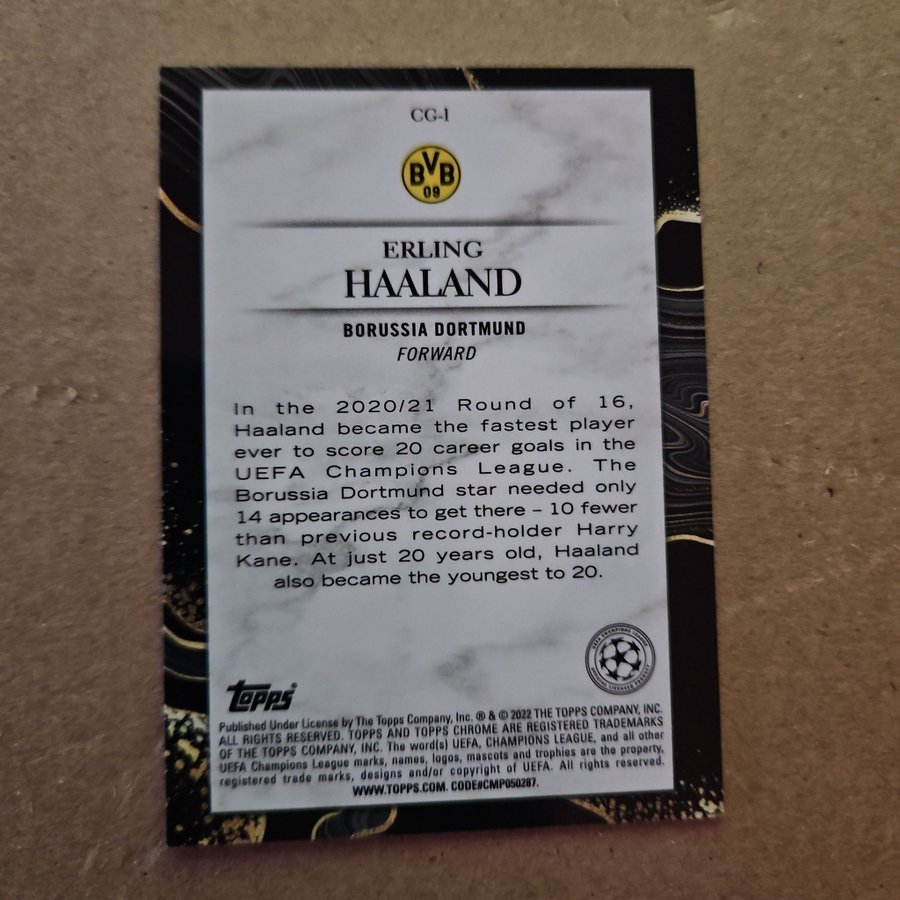 CG-1
BVB
09
ERLING
HAALAND
BORUSSIA DORTMUND
FORWARD
In the 2020/21 Round of 16,
Haaland became the fastest player
ever to score 20 career goals in the
UEFA Champions League. The
Borussia Dortmund star needed only
14 appearances to get there – 10 fewer
than previous record-holder Harry
Kane. At just 20 years old, Haaland
also became the youngest to 20.
UEFA CHAMPIONS LEAGUE
OFFICIAL LICENSED PRODUCT
Topps®
Published Under License by The Topps Company, Inc. ® & © 2022 THE TOPPS COMPANY, INC.
ALL RIGHTS RESERVED. TOPPS AND TOPPS CHROME ARE REGISTERED TRADEMARKS
OF THE TOPPS COMPANY, INC. The word(s) UEFA, CHAMPIONS LEAGUE, and all other
UEFA Champions League marks, names, logos, mascots and trophies are the property,
registered trade marks, designs and/or copyright of UEFA. All rights reserved.
WWW.TOPPS.COM. CODE#CMP050287.